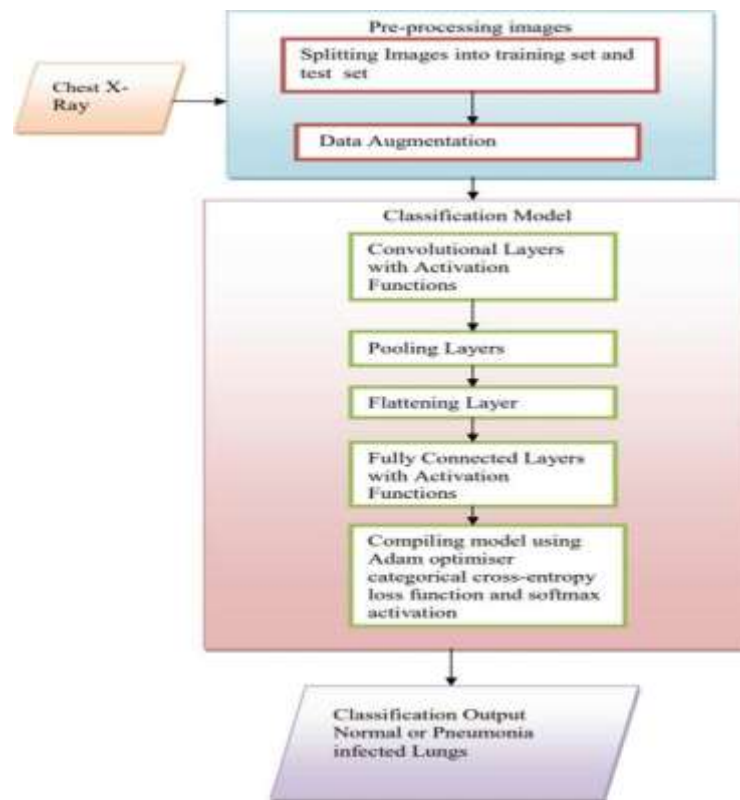 Pre-processing images
Splitting Images into training set and
test set
Chest X-
Ray
Data Augmentation
Classification Model
Convolutional Layers
with Activation
Functions
Pooling Layers
Flattening Layer
Fully Connected Layers
with Activation
Functions
Compiling model using
Adam optimiser
categorical cross-entropy
loss function and softmax
activation
Classification Output
Normal or Pneumonia
infected Lungs